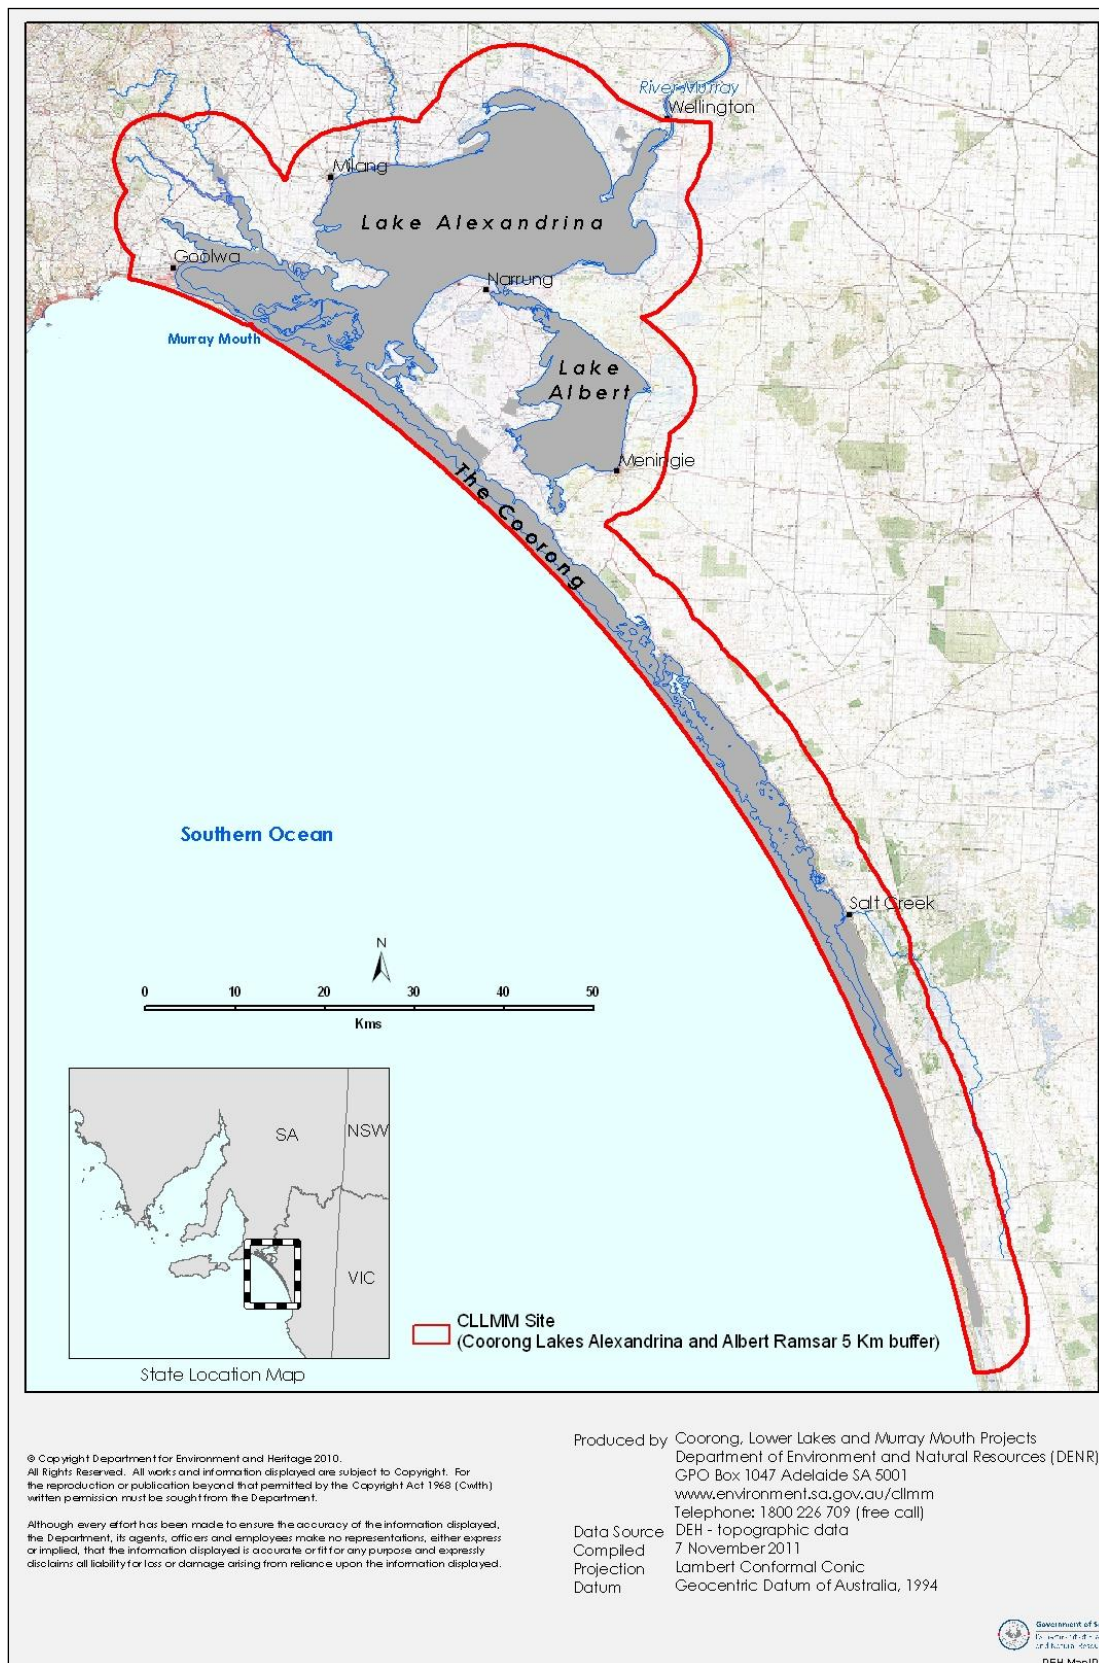 River Murray
Wellington
Milang
Lake Alexandrina
Goolwa
Narrung
Murray Mouth
Lake
Albert
Meningie
The Coorong
Southern Ocean
Salt Creek
N
0 10 20 30 40 50
Kms
SA
NSW
VIC
State Location Map
CLLMM Site
(Coorong Lakes Alexandrina and Albert Ramsar 5 Km buffer)
© Copyright Department for Environment and Heritage 2010.
All Rights Reserved. All works and information displayed are subject to Copyright. For
the reproduction or publication beyond that permitted by the Copyright Act 1968 (Cwlth)
written permission must be sought from the Department.
Although every effort has been made to ensure the accuracy of the information displayed,
the Department, its agents, officers and employees make no representations, either express
or implied, that the information displayed is accurate or fit for any purpose and expressly
disclaims all liability for loss or damage arising from reliance upon the information displayed.
Produced by Coorong, Lower Lakes and Murray Mouth Projects
Department of Environment and Natural Resources (DENR)
GPO Box 1047 Adelaide SA 5001
www.environment.sa.gov.au/cllmm
Telephone: 1800 226 709 (free call)
Data Source DEH - topographic data
Compiled 7 November 2011
Projection Lambert Conformal Conic
Datum Geocentric Datum of Australia, 1994
Government of S